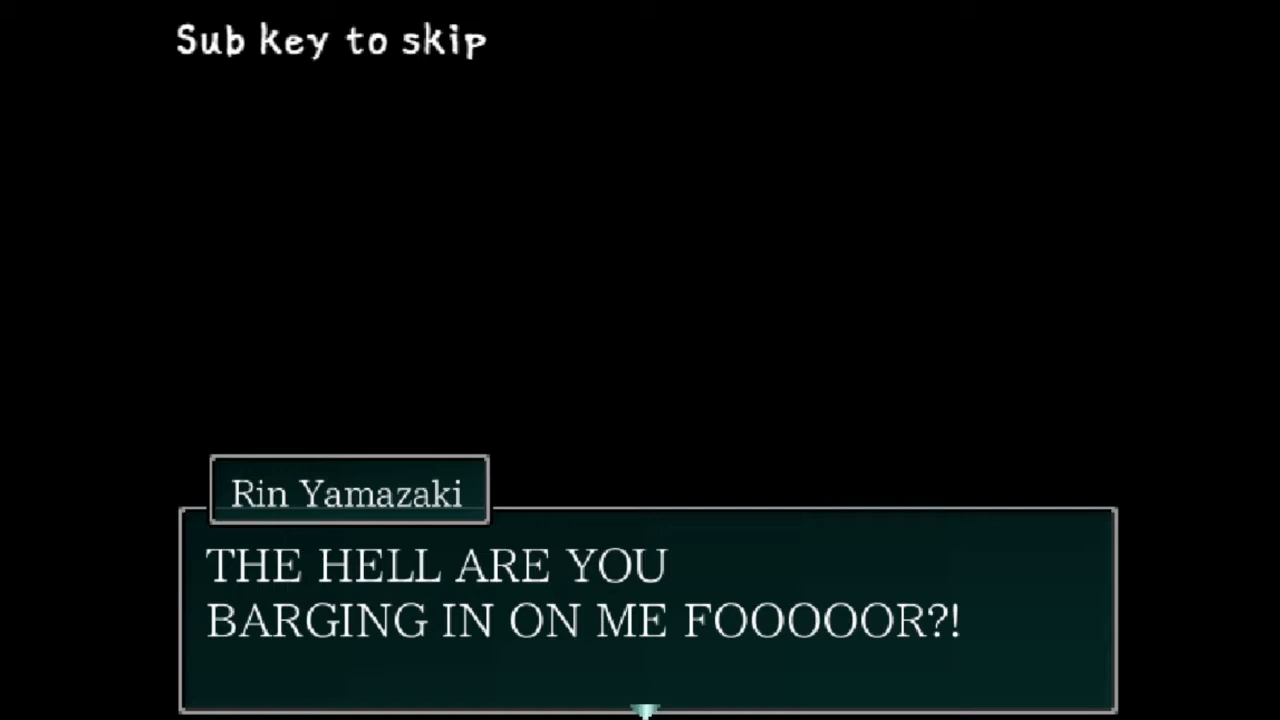 Sub key to skip
Rin Yamazaki
THE HELL ARE YOU
BARGING IN ON ME FOOOOOR?!